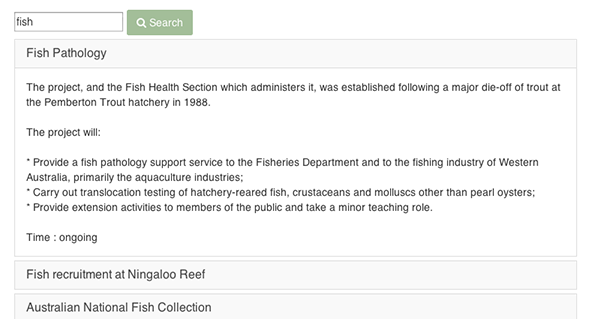 fish
Search
Fish Pathology
The project, and the Fish Health Section which administers it, was established following a major die-off of trout at
the Pemberton Trout hatchery in 1988.
The project will:
* Provide a fish pathology support service to the Fisheries Department and to the fishing industry of Western
Australia, primarily the aquaculture industries;
* Carry out translocation testing of hatchery-reared fish, crustaceans and molluscs other than pearl oysters;
* Provide extension activities to members of the public and take a minor teaching role.
Time : ongoing
Fish recruitment at Ningaloo Reef
Australian National Fish Collection